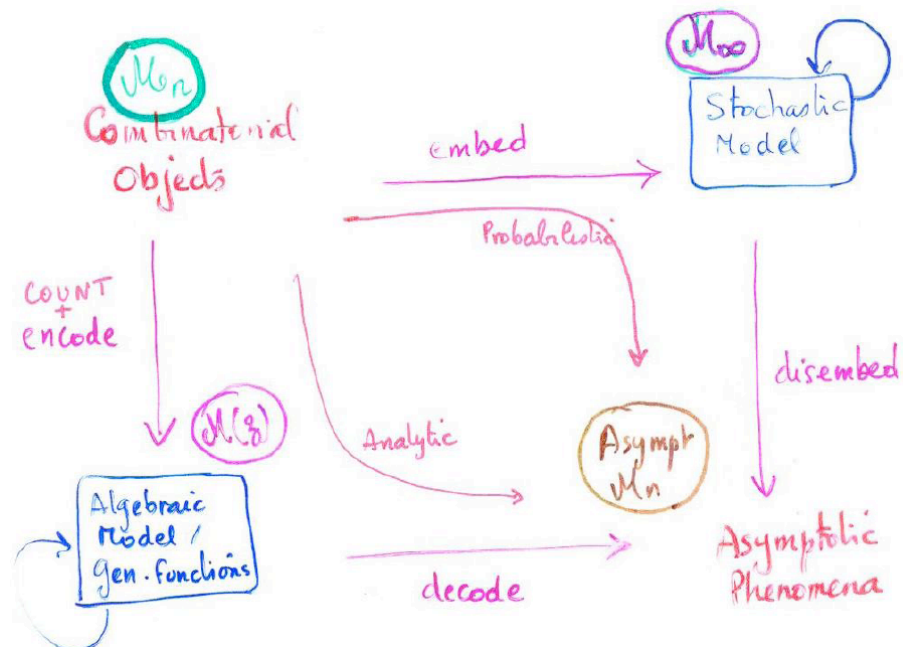 M∞
Mn
Stochastic
Model
Combinatorial
Objects
embed
Probabilistic
COUNT
+
encode
disembed
M(z)
Analytic
Asympt
Mn
Algebraic
Model /
gen. functions
decode
Asymptotic
Phenomena